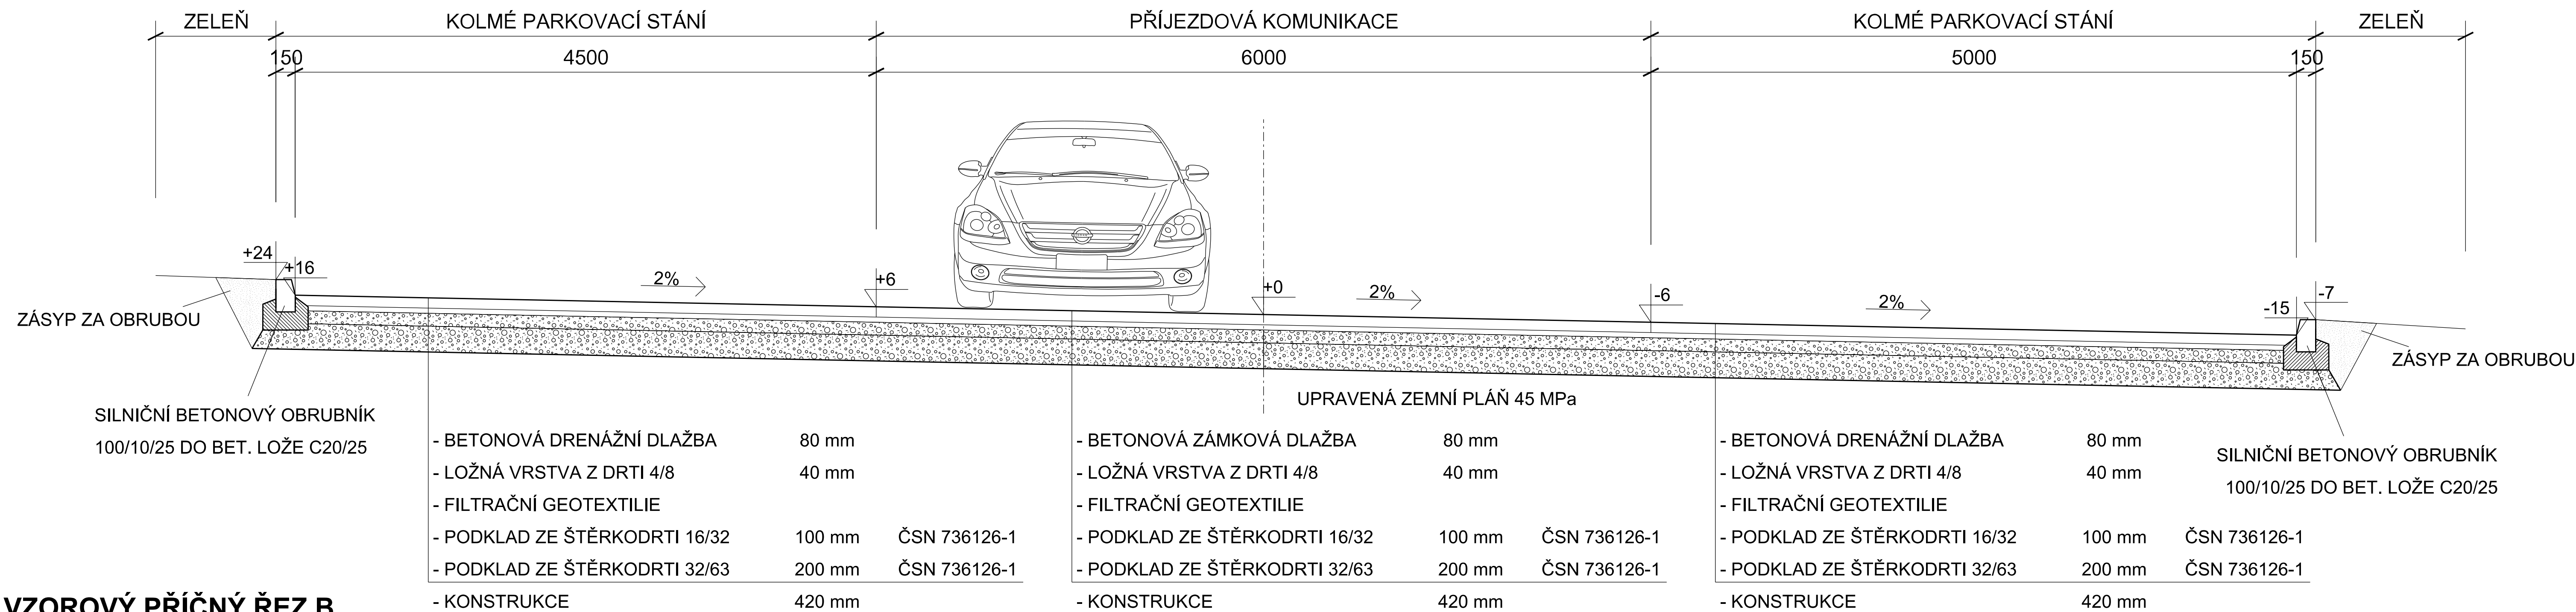 ZELEŇ
KOLMÉ PARKOVACÍ STÁNÍ
PŘÍJEZDOVÁ KOMUNIKACE
KOLMÉ PARKOVACÍ STÁNÍ
ZELEŇ
150
4500
6000
5000
150
+24
+16
2%
+6
+0
2%
-6
2%
-15
-7
ZÁSYP ZA OBRUBOU
ZÁSYP ZA OBRUBOU
UPRAVENÁ ZEMNÍ PLÁŇ 45 MPa
SILNIČNÍ BETONOVÝ OBRUBNÍK
100/10/25 DO BET. LOŽE C20/25
- BETONOVÁ DRENÁŽNÍ DLAŽBA 80 mm
- LOŽNÁ VRSTVA Z DRTI 4/8 40 mm
- FILTRAČNÍ GEOTEXTILIE
- PODKLAD ZE ŠTĚRKODRTI 16/32 100 mm ČSN 736126-1
- PODKLAD ZE ŠTĚRKODRTI 32/63 200 mm ČSN 736126-1
- KONSTRUKCE 420 mm
- BETONOVÁ ZÁMKOVÁ DLAŽBA 80 mm
- LOŽNÁ VRSTVA Z DRTI 4/8 40 mm
- FILTRAČNÍ GEOTEXTILIE
- PODKLAD ZE ŠTĚRKODRTI 16/32 100 mm ČSN 736126-1
- PODKLAD ZE ŠTĚRKODRTI 32/63 200 mm ČSN 736126-1
- KONSTRUKCE 420 mm
- BETONOVÁ DRENÁŽNÍ DLAŽBA 80 mm
- LOŽNÁ VRSTVA Z DRTI 4/8 40 mm
- FILTRAČNÍ GEOTEXTILIE
- PODKLAD ZE ŠTĚRKODRTI 16/32 100 mm ČSN 736126-1
- PODKLAD ZE ŠTĚRKODRTI 32/63 200 mm ČSN 736126-1
- KONSTRUKCE 420 mm
SILNIČNÍ BETONOVÝ OBRUBNÍK
100/10/25 DO BET. LOŽE C20/25
VZOROVÝ PŘÍČNÝ ŘEZ B